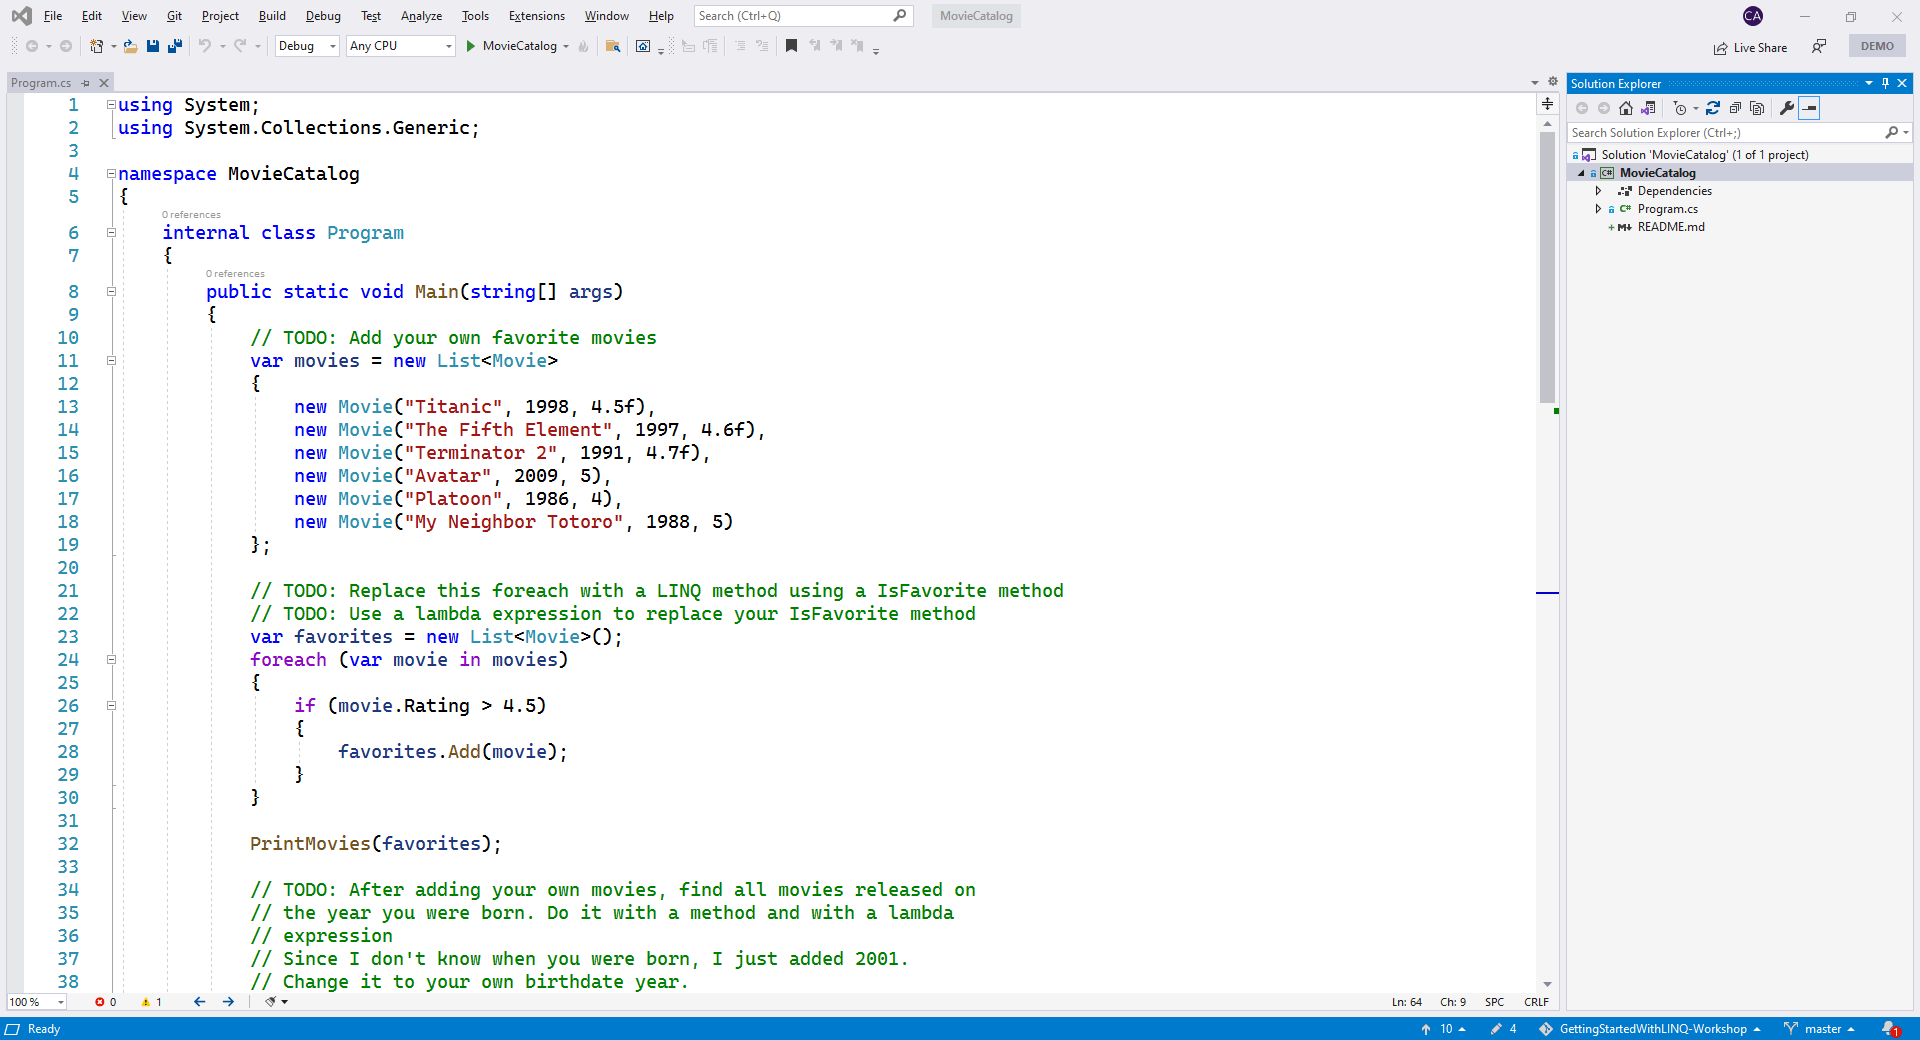 File Edit View Git Project Build Debug Test Analyze Tools Extensions Window Help Search (Ctrl+Q) MovieCatalog CA
Debug Any CPU MovieCatalog Live Share DEMO
Program.cs
1 using System;
2 using System.Collections.Generic;
3
4 namespace MovieCatalog
5 {
0 references
6 internal class Program
7 {
0 references
8 public static void Main(string[] args)
9 {
10 // TODO: Add your own favorite movies
11 var movies = new List<Movie>
12 {
13 new Movie("Titanic", 1998, 4.5f),
14 new Movie("The Fifth Element", 1997, 4.6f),
15 new Movie("Terminator 2", 1991, 4.7f),
16 new Movie("Avatar", 2009, 5),
17 new Movie("Platoon", 1986, 4),
18 new Movie("My Neighbor Totoro", 1988, 5)
19 };
20
21 // TODO: Replace this foreach with a LINQ method using a IsFavorite method
22 // TODO: Use a lambda expression to replace your IsFavorite method
23 var favorites = new List<Movie>();
24 foreach (var movie in movies)
25 {
26 if (movie.Rating > 4.5)
27 {
28 favorites.Add(movie);
29 }
30 }
31
32 PrintMovies(favorites);
33
34 // TODO: After adding your own movies, find all movies released on
35 // the year you were born. Do it with a method and with a lambda
36 // expression
37 // Since I don't know when you were born, I just added 2001.
38 // Change it to your own birthdate year.
100 % 0 1 Ln: 64 Ch: 9 SPC CRLF
Solution Explorer
Search Solution Explorer (Ctrl+;)
Solution 'MovieCatalog' (1 of 1 project)
C# MovieCatalog
Dependencies
C# Program.cs
+ M README.md
Ready 10 4 GettingStartedWithLINQ-Workshop master 1